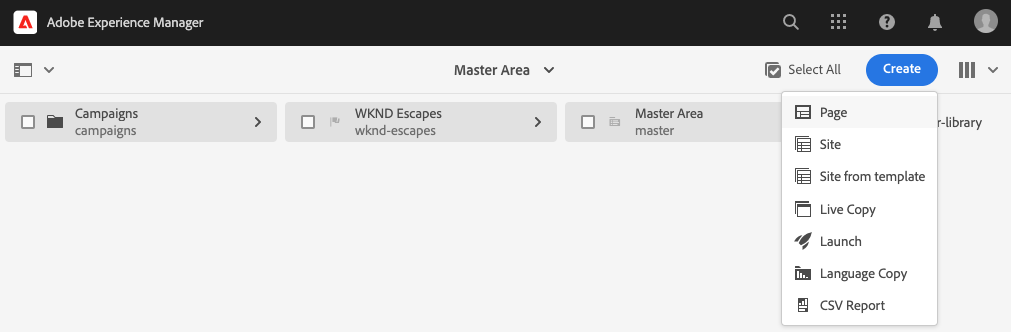 Adobe Experience Manager
Master Area
Select All
Create
Campaigns
campaigns
WKND Escapes
wknd-escapes
Master Area
master
r-library
Page
Site
Site from template
Live Copy
Launch
Language Copy
CSV Report